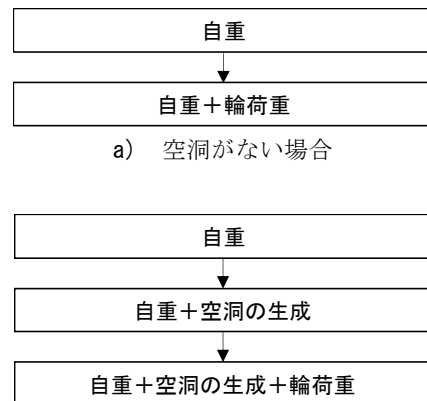 自重
自重＋輪荷重
a) 空洞がない場合
自重
自重＋空洞の生成
自重＋空洞の生成＋輪荷重